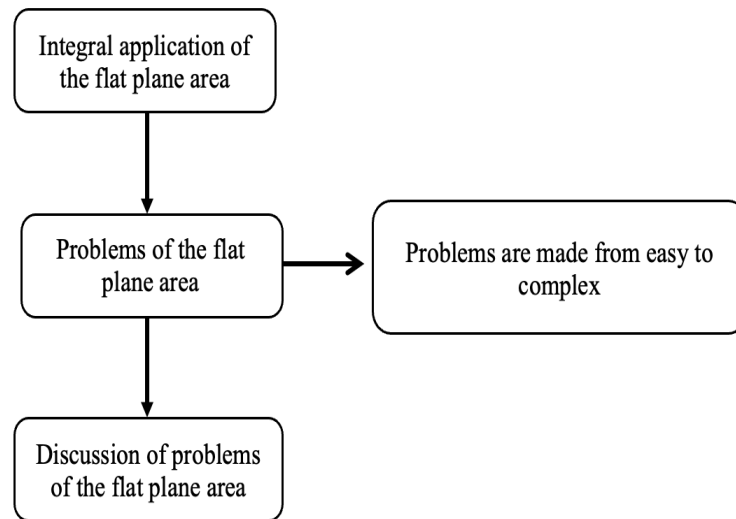 Integral application of
the flat plane area
Problems of the flat
plane area
Problems are made from easy to
complex
Discussion of problems
of the flat plane area